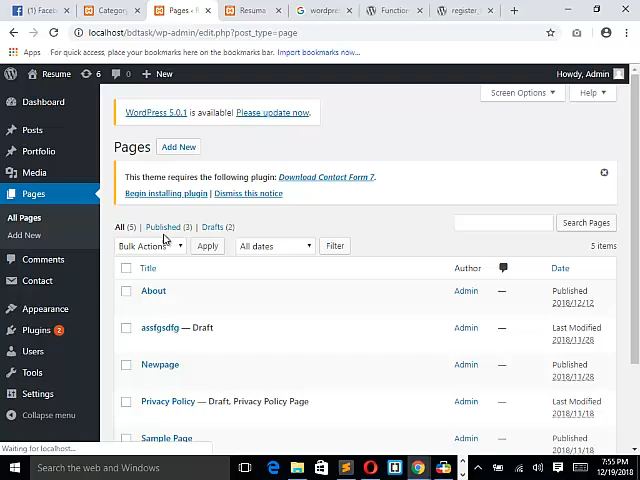 (1) Faceb
Category
Pages ‹ R
Resuma
wordpres
Function
register_
localhost/bdtask/wp-admin/edit.php?post_type=page
Apps For quick access, place your bookmarks here on the bookmarks bar. Import bookmarks now...
Resume 6 0 + New Howdy, Admin
Screen Options Help
Dashboard
Posts
Portfolio
Media
Pages
All Pages
Add New
Comments
Contact
Appearance
Plugins 2
Users
Tools
Settings
Collapse menu
WordPress 5.0.1 is available! Please update now.
Pages Add New
This theme requires the following plugin: Download Contact Form 7.
Begin installing plugin | Dismiss this notice
All (5) | Published (3) | Drafts (2)
Search Pages
Bulk Actions Apply All dates Filter 5 items
Title Author Date
About Admin — Published
2018/12/12
assfgsdfg — Draft Admin — Last Modified
2018/11/28
Newpage Admin — Published
2018/11/28
Privacy Policy — Draft, Privacy Policy Page Admin — Last Modified
2018/11/18
Sample Page Admin — Published
2018/11/18
Waiting for localhost...
Search the web and Windows
7:55 PM
12/19/2018